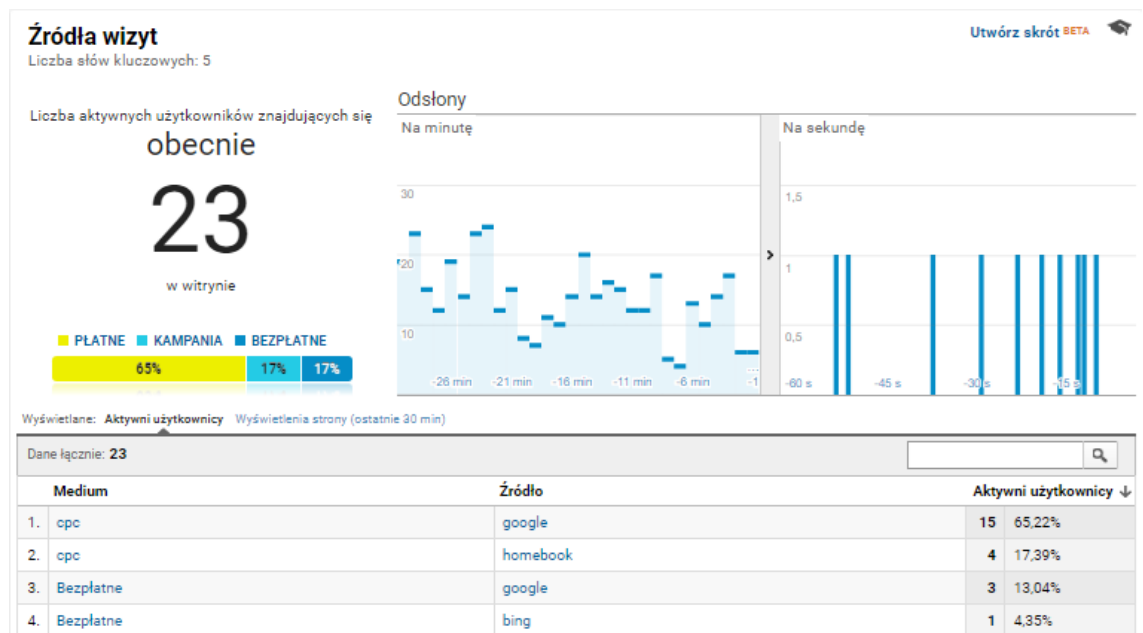 Źródła wizyt
Liczba słów kluczowych: 5
Utwórz skrót BETA
Liczba aktywnych użytkowników znajdujących się
obecnie
23
w witrynie
PŁATNE KAMPANIA BEZPŁATNE
65% 17% 17%
Odsłony
Na minutę
30
20
10
-26 min -21 min -16 min -11 min -6 min -1
Na sekundę
1,5
1
0,5
-60 s -45 s -30 s -15 s
Wyświetlane: Aktywni użytkownicy Wyświetlenia strony (ostatnie 30 min)
Dane łącznie: 23
Medium Źródło Aktywni użytkownicy
1. cpc google 15 65,22%
2. cpc homebook 4 17,39%
3. Bezpłatne google 3 13,04%
4. Bezpłatne bing 1 4,35%